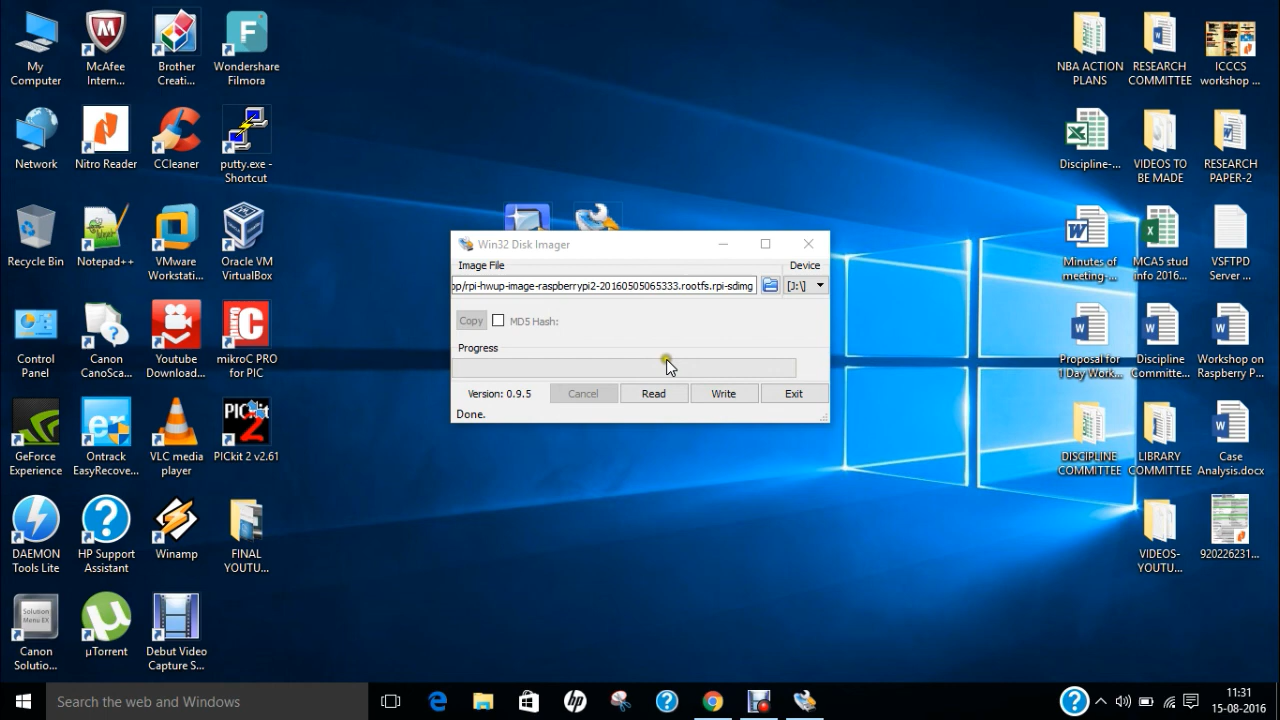 My
Computer
McAfee
Intern...
Brother
Creati...
Wondershare
Filmora
Network
Nitro Reader
CCleaner
putty.exe -
Shortcut
Recycle Bin
Notepad++
VMware
Workstati...
Oracle VM
VirtualBox
Control
Panel
Canon
CanoSca...
Youtube
Download...
mikroC PRO
for PIC
GeForce
Experience
Ontrack
EasyRecove...
VLC media
player
PICkit 2 v2.61
DAEMON
Tools Lite
HP Support
Assistant
Winamp
FINAL
YOUTU...
Solution
Menu EX
Canon
Solutio...
µTorrent
Debut Video
Capture S...
Win32 Disk Imager
Image File
Device
op/rpi-hwup-image-raspberrypi2-20160505065333.rootfs.rpi-sdimg
[J:\]
Copy
MD5 Hash:
Progress
Version: 0.9.5
Cancel
Read
Write
Exit
Done.
NBA ACTION
PLANS
RESEARCH
COMMITTEE
ICCCS
workshop ...
Discipline-...
VIDEOS TO
BE MADE
RESEARCH
PAPER-2
Minutes of
meeting-...
MCA5 stud
info 2016...
VSFTPD
Server ...
Proposal for
1 Day Work...
Discipline
Committe...
Workshop on
Raspberry P...
DISCIPLINE
COMMITTEE
LIBRARY
COMMITTEE
Case
Analysis.docx
VIDEOS-
YOUTU...
920226231...
Search the web and Windows
11:31
15-08-2016